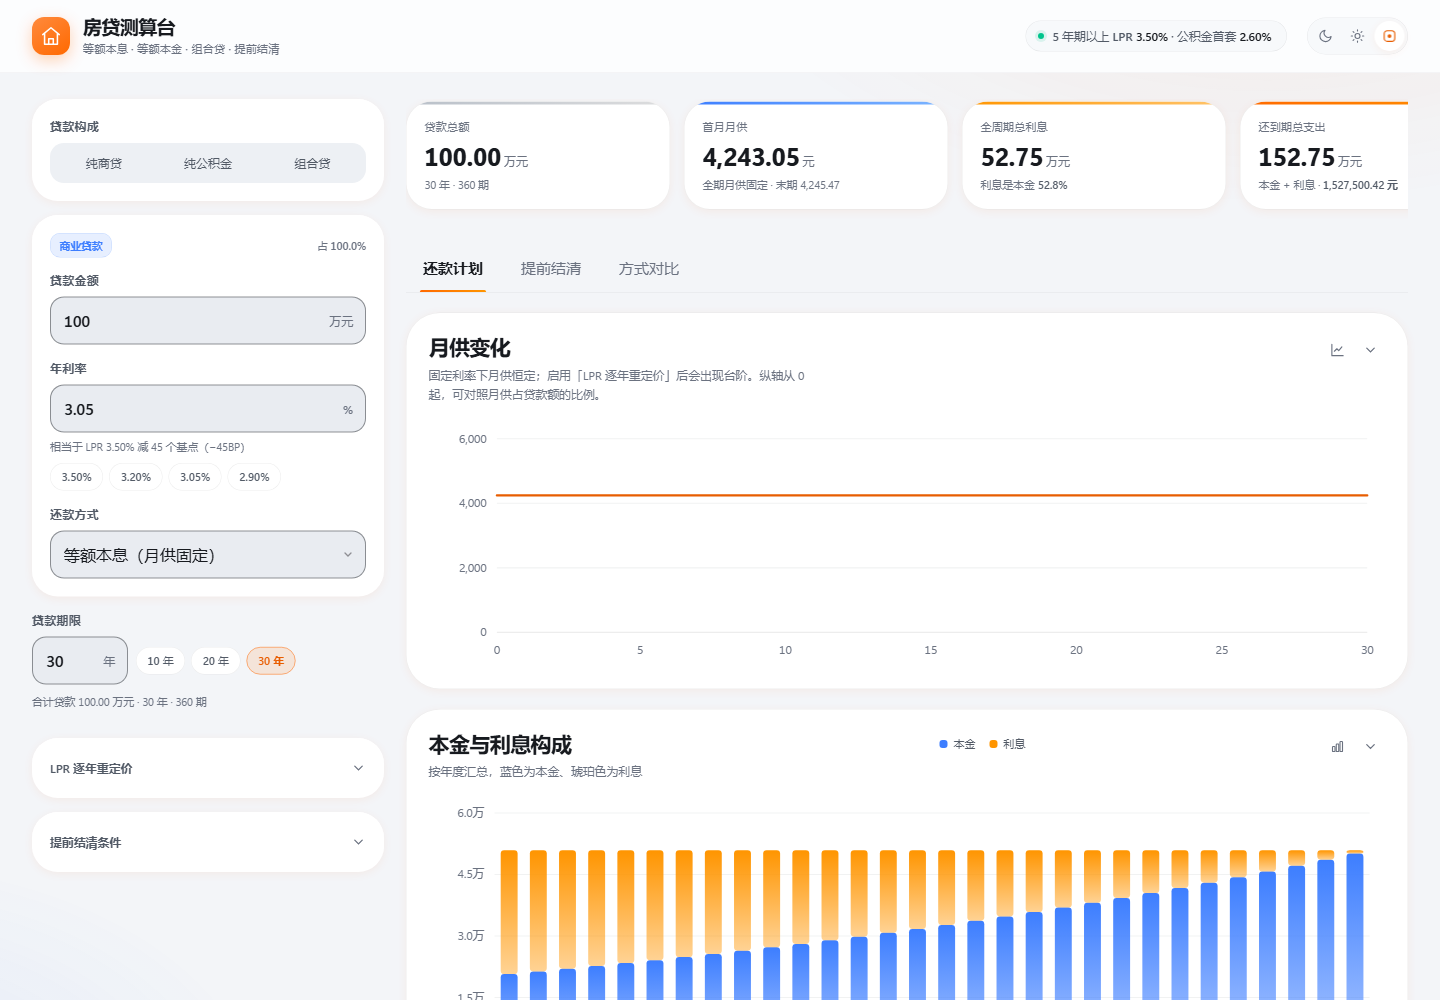 房贷测算台
等额本息 · 等额本金 · 组合贷 · 提前结清
5 年期以上 LPR 3.50% · 公积金首套 2.60%
贷款构成
纯商贷 纯公积金 组合贷
商业贷款 占 100.0%
贷款金额
100 万元
年利率
3.05 %
相当于 LPR 3.50% 减 45 个基点（−45BP）
3.50% 3.20% 3.05% 2.90%
还款方式
等额本息（月供固定）
贷款期限
30 年 10 年 20 年 30 年
合计贷款 100.00 万元 · 30 年 · 360 期
LPR 逐年重定价
提前结清条件
贷款总额
100.00 万元
30 年 · 360 期
首月月供
4,243.05 元
全期月供固定 · 末期 4,245.47
全周期总利息
52.75 万元
利息是本金 52.8%
还到期总支出
152.75 万元
本金 + 利息 · 1,527,500.42 元
还款计划 提前结清 方式对比
月供变化
固定利率下月供恒定；启用「LPR 逐年重定价」后会出现台阶。纵轴从 0
起，可对照月供占贷款额的比例。
6,000
4,000
2,000
0
0 5 10 15 20 25 30
本金与利息构成
本金 利息
按年度汇总，蓝色为本金、琥珀色为利息
6.0万
4.5万
3.0万
1.5万